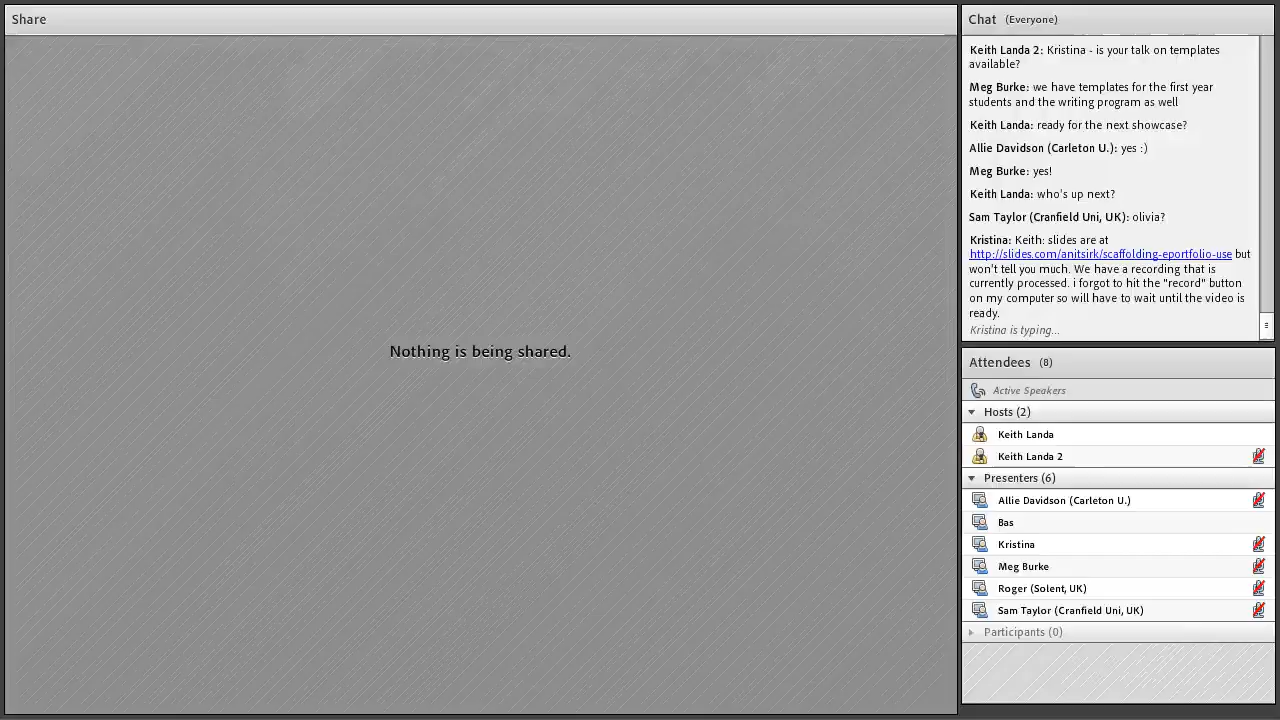 Share
Nothing is being shared.
Chat (Everyone)
Keith Landa 2: Kristina - is your talk on templates
available?
Meg Burke: we have templates for the first year
students and the writing program as well
Keith Landa: ready for the next showcase?
Allie Davidson (Carleton U.): yes :)
Meg Burke: yes!
Keith Landa: who's up next?
Sam Taylor (Cranfield Uni, UK): olivia?
Kristina: Keith: slides are at
http://slides.com/anitsirk/scaffolding-eportfolio-use but
won't tell you much. We have a recording that is
currently processed. i forgot to hit the "record" button
on my computer so will have to wait until the video is
ready.
Kristina is typing...
Attendees (8)
Active Speakers
Hosts (2)
Keith Landa
Keith Landa 2
Presenters (6)
Allie Davidson (Carleton U.)
Bas
Kristina
Meg Burke
Roger (Solent, UK)
Sam Taylor (Cranfield Uni, UK)
Participants (0)